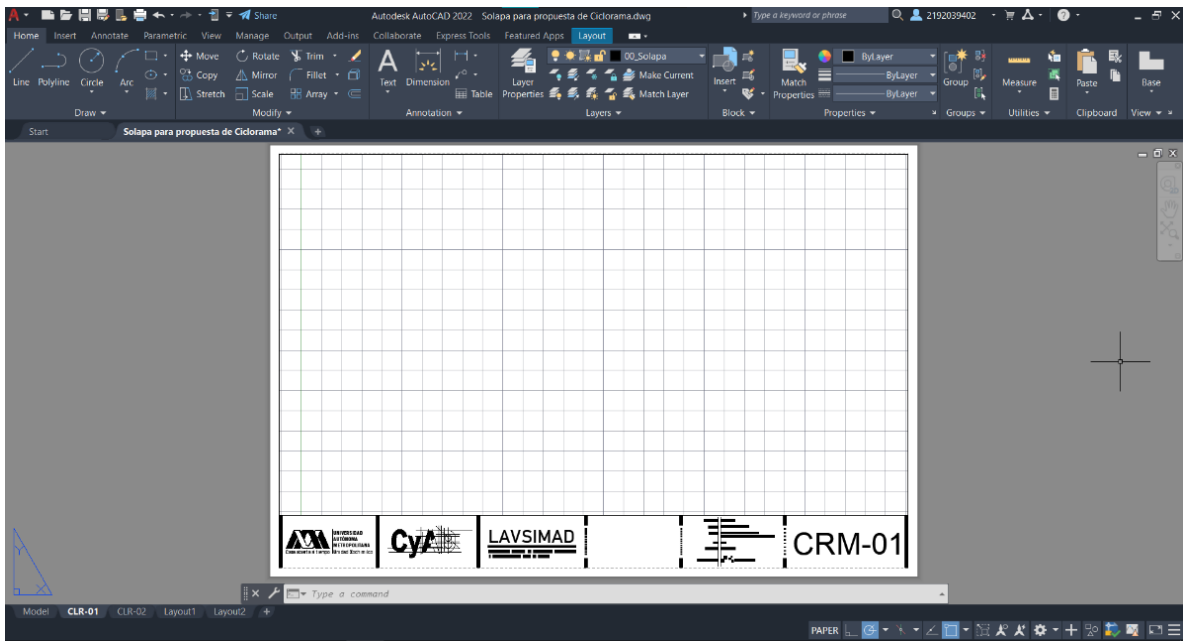 Share
Autodesk AutoCAD 2022 Solapa para propuesta de Ciclorama.dwg
Type a keyword or phrase
2192039402
Home Insert Annotate Parametric View Manage Output Add-ins Collaborate Express Tools Featured Apps Layout
Line Polyline Circle Arc
Move Rotate Trim
Copy Mirror Fillet
Stretch Scale Array
Text Dimension
Table
Layer Properties
00_Solapa
Make Current
Match Layer
Insert
Match Properties
ByLayer
ByLayer
ByLayer
Group
Measure
Paste
Base
Draw Modify Annotation Layers Block Properties Groups Utilities Clipboard View
Start Solapa para propuesta de Ciclorama* +
UNIVERSIDAD
AUTÓNOMA
METROPOLITANA
CyAD
LAVSIMAD
CRM-01
Y
X
Type a command
Model CLR-01 CLR-02 Layout1 Layout2 +
PAPER